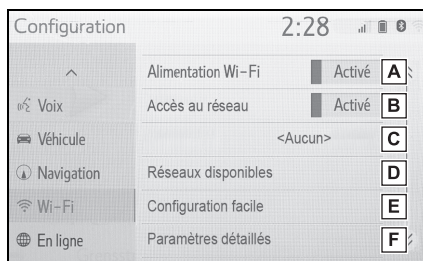 Configuration 2:28
Alimentation Wi-Fi Activé A
Voix Accès au réseau Activé B
Véhicule <Aucun> C
Navigation Réseaux disponibles D
Wi-Fi Configuration facile E
En ligne Paramètres détaillés F